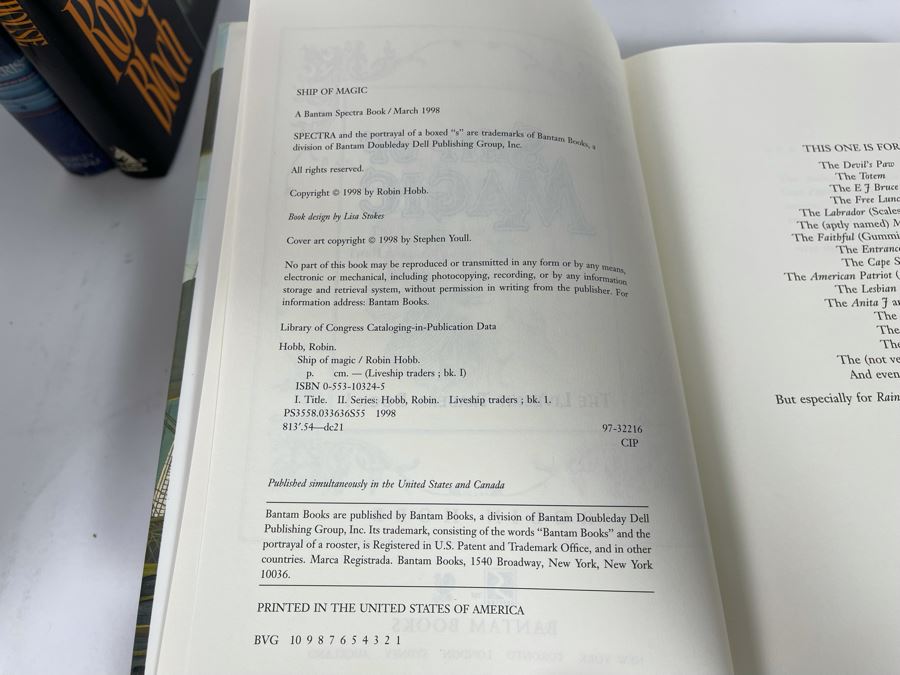 Robert
Bloch
SHIP OF MAGIC
A Bantam Spectra Book / March 1998
SPECTRA and the portrayal of a boxed “s” are trademarks of Bantam Books, a
division of Bantam Doubleday Dell Publishing Group, Inc.
All rights reserved.
Copyright © 1998 by Robin Hobb.
Book design by Lisa Stokes
Cover art copyright © 1998 by Stephen Youll.
No part of this book may be reproduced or transmitted in any form or by any means,
electronic or mechanical, including photocopying, recording, or by any information
storage and retrieval system, without permission in writing from the publisher. For
information address: Bantam Books.
Library of Congress Cataloging-in-Publication Data
Hobb, Robin.
Ship of magic / Robin Hobb.
p. cm. — (Liveship traders ; bk. I)
ISBN 0-553-10324-5
I. Title. II. Series: Hobb, Robin. Liveship traders ; bk. 1.
PS3558.033636S55 1998
813'.54—dc21 97-32216
CIP
Published simultaneously in the United States and Canada
Bantam Books are published by Bantam Books, a division of Bantam Doubleday Dell
Publishing Group, Inc. Its trademark, consisting of the words “Bantam Books” and the
portrayal of a rooster, is Registered in U.S. Patent and Trademark Office, and in other
countries. Marca Registrada. Bantam Books, 1540 Broadway, New York, New York
10036.
PRINTED IN THE UNITED STATES OF AMERICA
BVG 10 9 8 7 6 5 4 3 2 1
THIS ONE IS FOR
The Devil's Paw
The Totem
The E J Bruce
The Free Lunc
The Labrador (Scales
The (aptly named) M
The Faithful (Gummi
The Entranc
The Cape S
The American Patriot (
The Lesbian
The Anita J an
The
The
The
The (not ve
And even
But especially for Rain